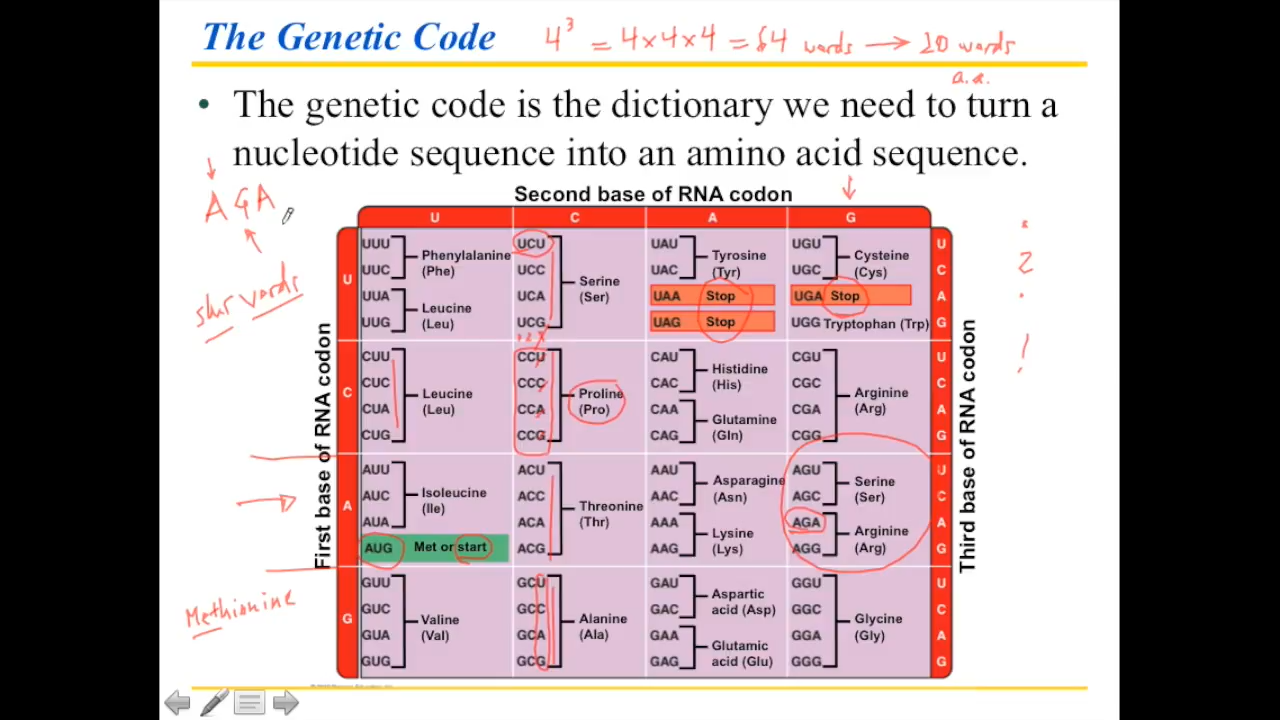 The Genetic Code 4³ = 4×4×4 = 64 words → 20 words
a.a.
• The genetic code is the dictionary we need to turn a
nucleotide sequence into an amino acid sequence.
AGA
words
Methionine
Second base of RNA codon
First base of RNA codon
Third base of RNA codon
U C A G
U
UUU UUC Phenylalanine (Phe)
UUA UUG Leucine (Leu)
UCU UCC UCA UCG Serine (Ser)
UAU UAC Tyrosine (Tyr)
UAA Stop
UAG Stop
UGU UGC Cysteine (Cys)
UGA Stop
UGG Tryptophan (Trp)
U C A G
C
CUU CUC CUA CUG Leucine (Leu)
CCU CCC CCA CCG Proline (Pro)
CAU CAC Histidine (His)
CAA CAG Glutamine (Gln)
CGU CGC CGA CGG Arginine (Arg)
U C A G
A
AUU AUC AUA Isoleucine (Ile)
AUG Met or start
ACU ACC ACA ACG Threonine (Thr)
AAU AAC Asparagine (Asn)
AAA AAG Lysine (Lys)
AGU AGC Serine (Ser)
AGA AGG Arginine (Arg)
U C A G
G
GUU GUC GUA GUG Valine (Val)
GCU GCC GCA GCG Alanine (Ala)
GAU GAC Aspartic acid (Asp)
GAA GAG Glutamic acid (Glu)
GGU GGC GGA GGG Glycine (Gly)
U C A G